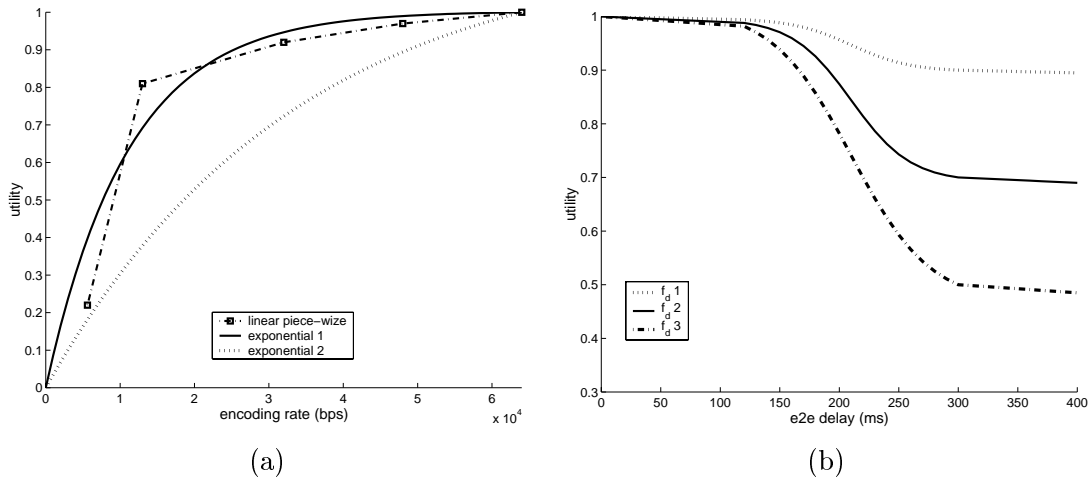 1
0.9
0.8
0.7
0.6
0.5
0.4
0.3
0.2
0.1
0
utility
0 1 2 3 4 5 6
encoding rate (bps)
x 10^4
linear piece-wize
exponential 1
exponential 2
(a)
1
0.9
0.8
0.7
0.6
0.5
0.4
0.3
utility
0 50 100 150 200 250 300 350 400
e2e delay (ms)
f_d 1
f_d 2
f_d 3
(b)